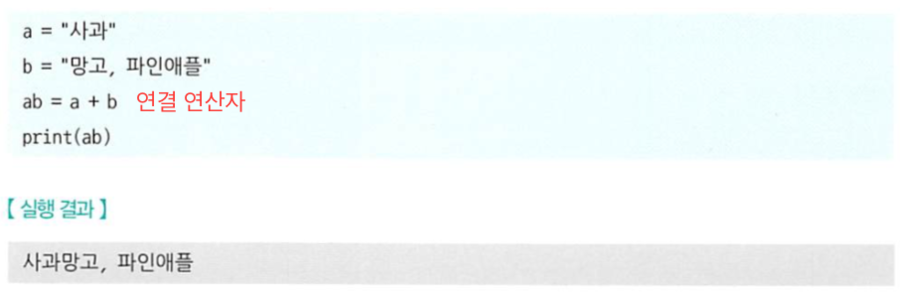 a = "사과"
b = "망고, 파인애플"
ab = a + b 연결 연산자
print(ab)
【 실행 결과 】
사과망고, 파인애플